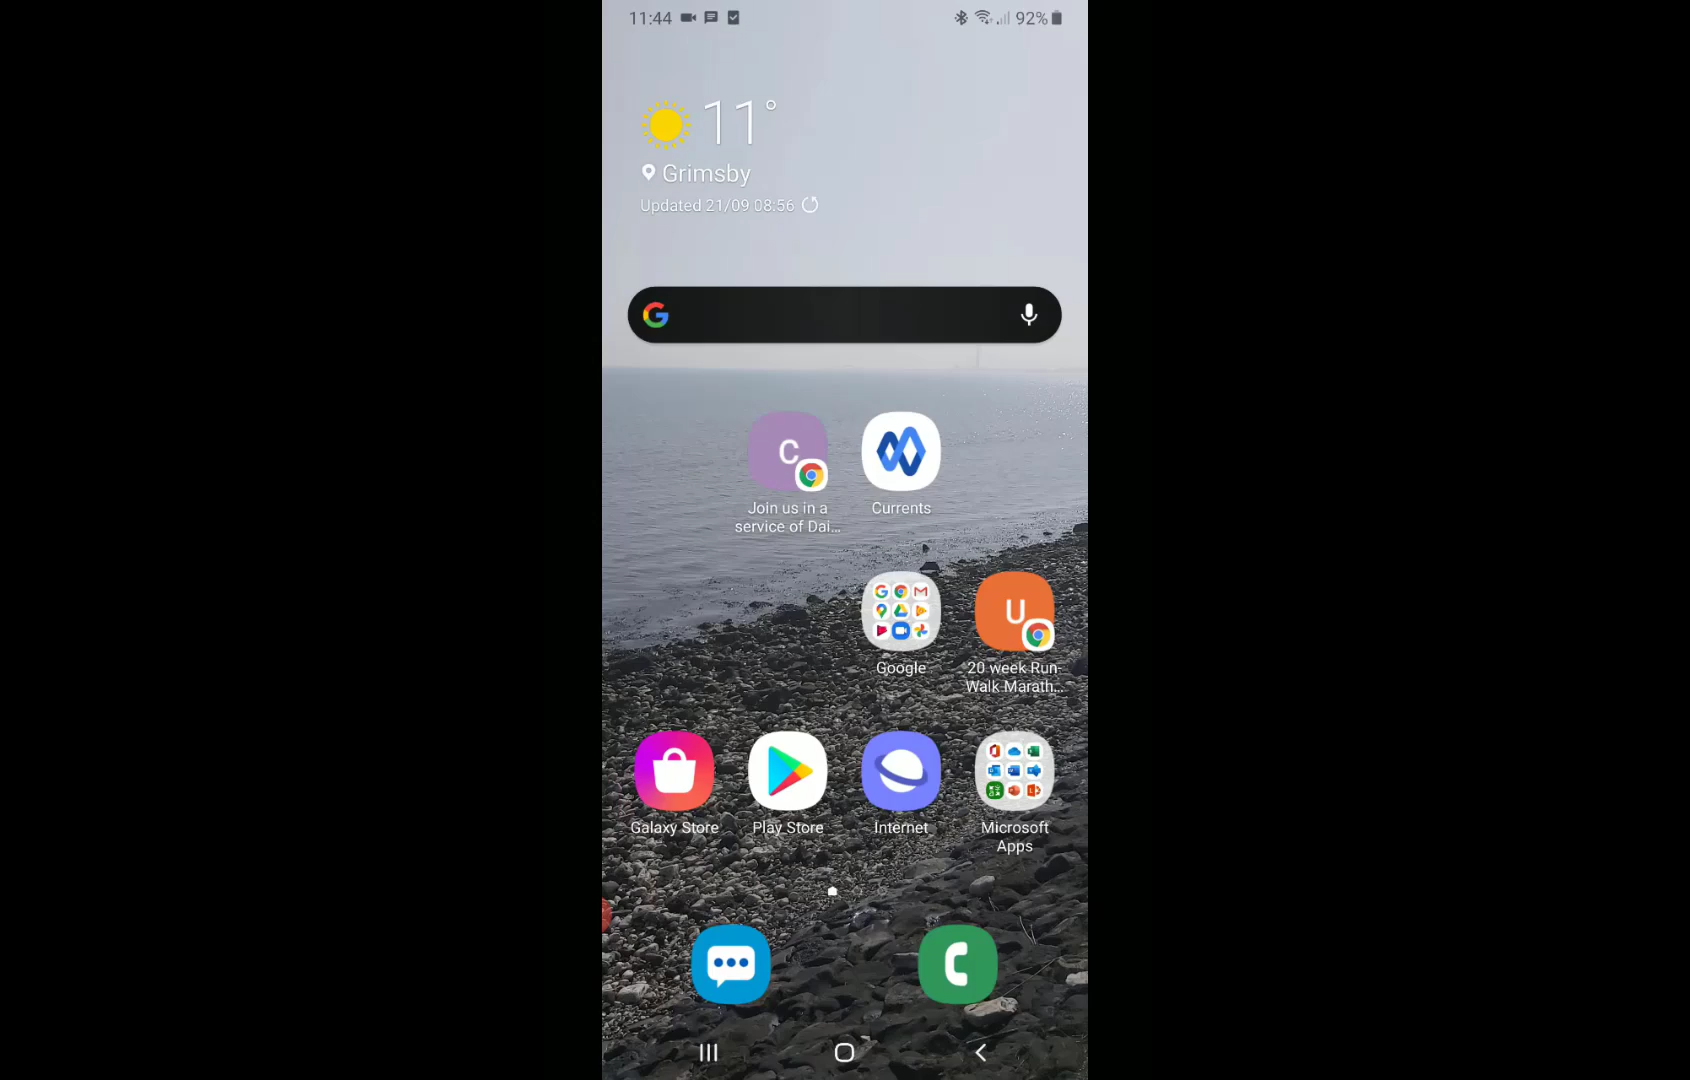 11:44
92%
11°
Grimsby
Updated 21/09 08:56
C
Join us in a
service of Dai...
Currents
Google
U
20 week Run-
Walk Marath...
Galaxy Store
Play Store
Internet
Microsoft
Apps